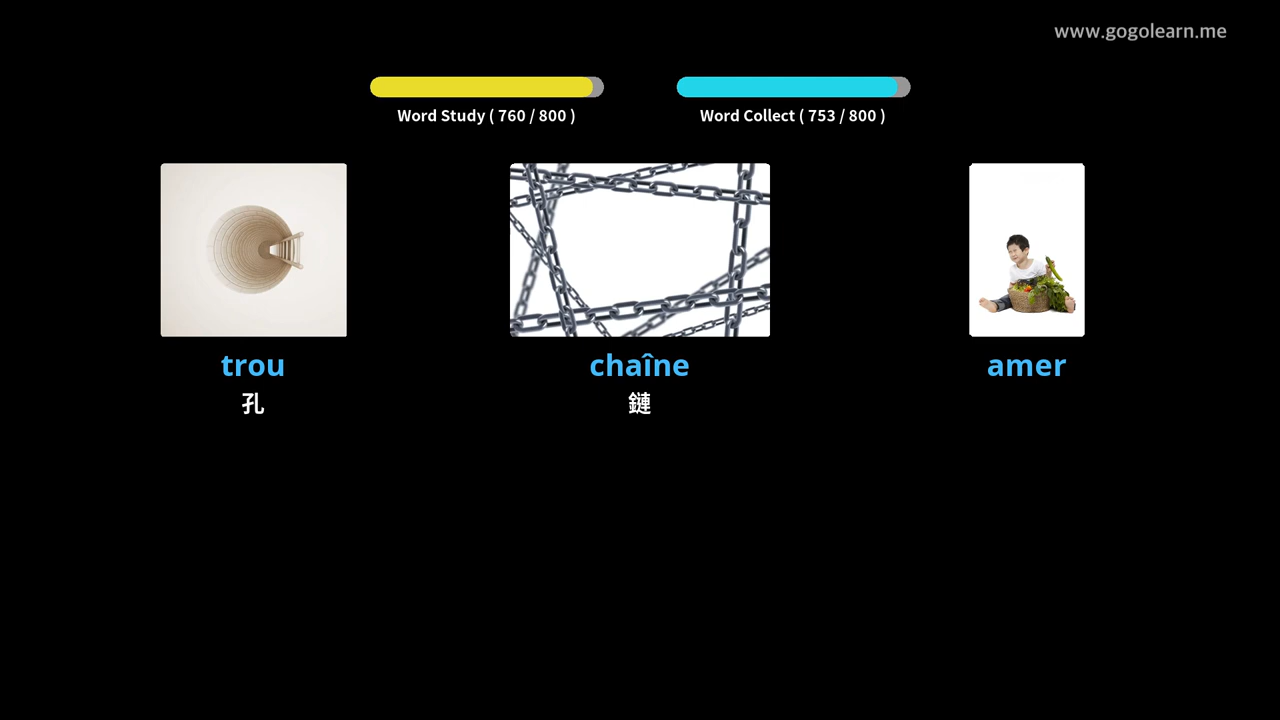 www.gogolearn.me
Word Study ( 760 / 800 )
Word Collect ( 753 / 800 )
trou
chaîne
amer
孔
鏈